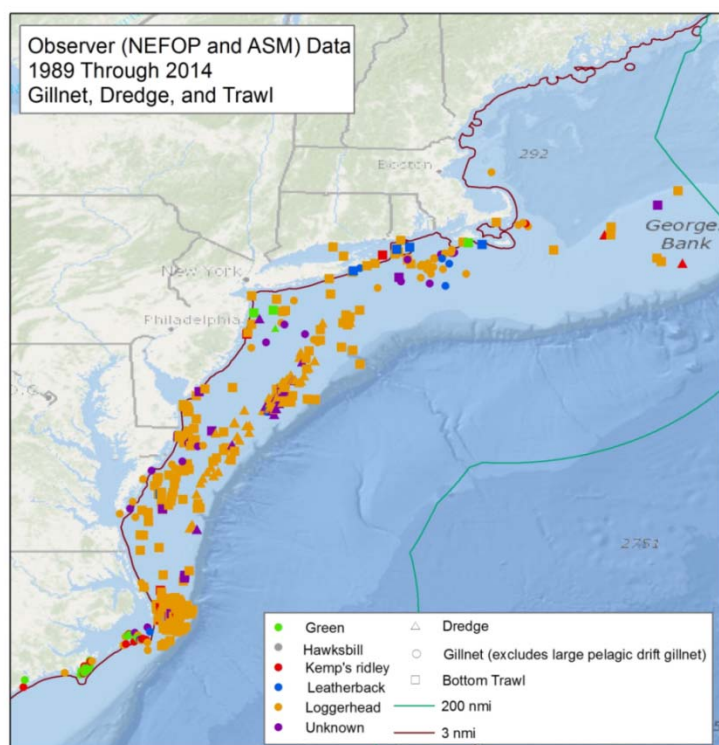 Observer (NEFOP and ASM) Data
1989 Through 2014
Gillnet, Dredge, and Trawl
Boston
292
George
Bank
New York
Philadelphia
2751
Green
Hawksbill
Kemp's ridley
Leatherback
Loggerhead
Unknown
Dredge
Gillnet (excludes large pelagic drift gillnet)
Bottom Trawl
200 nmi
3 nmi